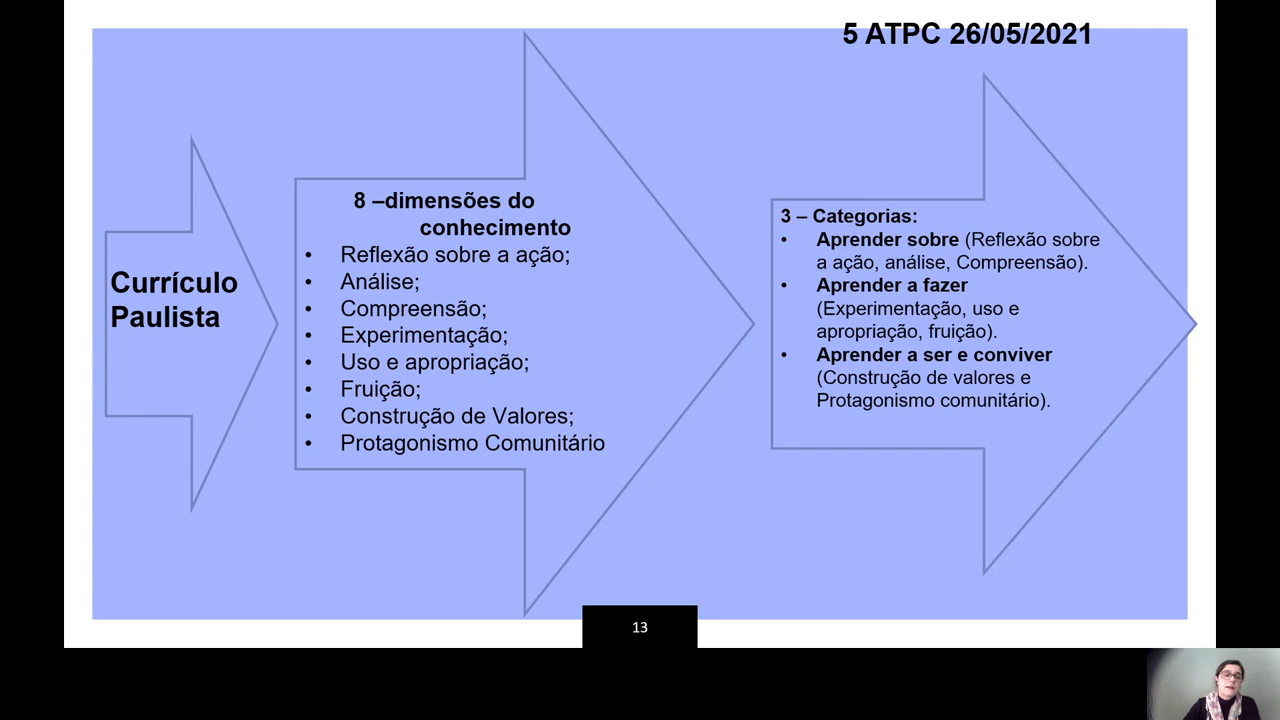 5 ATPC 26/05/2021
Currículo
Paulista
8 –dimensões do
conhecimento
• Reflexão sobre a ação;
• Análise;
• Compreensão;
• Experimentação;
• Uso e apropriação;
• Fruição;
• Construção de Valores;
• Protagonismo Comunitário
3 – Categorias:
• Aprender sobre (Reflexão sobre
a ação, análise, Compreensão).
• Aprender a fazer
(Experimentação, uso e
apropriação, fruição).
• Aprender a ser e conviver
(Construção de valores e
Protagonismo comunitário).
13